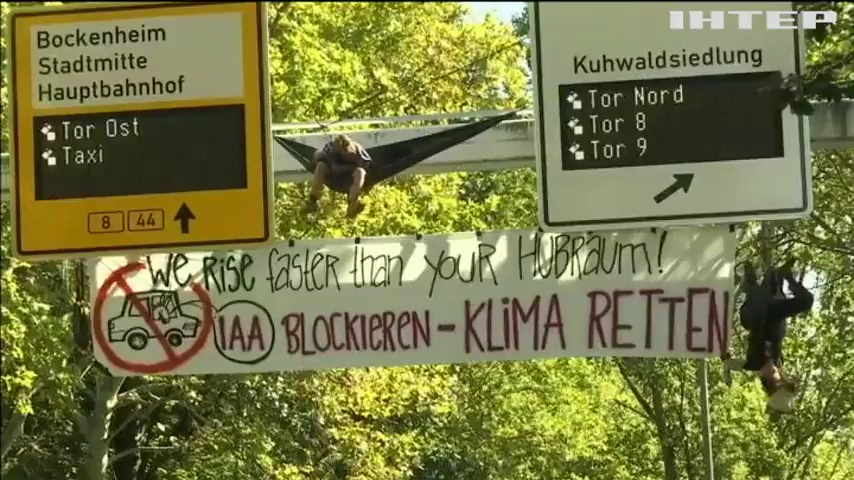 ІНТЕР
Bockenheim
Stadtmitte
Hauptbahnhof
Tor Ost
Taxi
8 44
Kuhwaldsiedlung
Tor Nord
Tor 8
Tor 9
WE RiSE faster than your HUBRAUM!
IAA BLOCKIEREN - KLiMA RETTEN